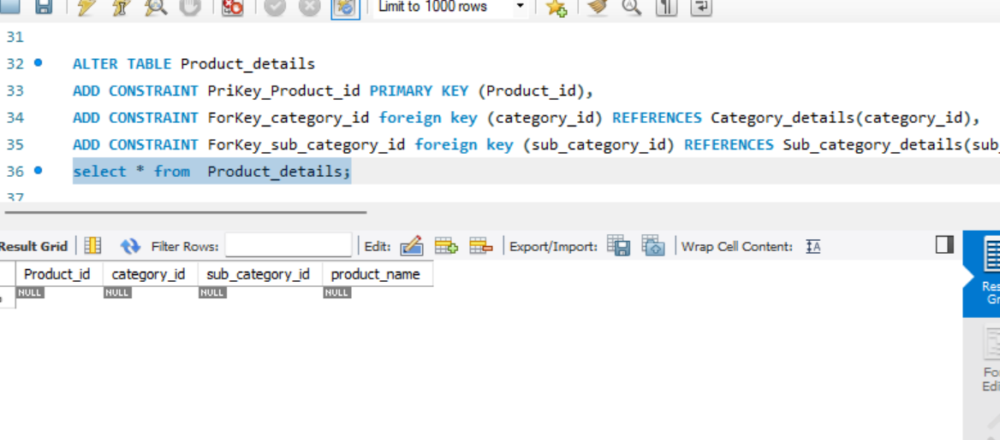 Limit to 1000 rows
31
32 ALTER TABLE Product_details
33 ADD CONSTRAINT PriKey_Product_id PRIMARY KEY (Product_id),
34 ADD CONSTRAINT ForKey_category_id foreign key (category_id) REFERENCES Category_details(category_id),
35 ADD CONSTRAINT ForKey_sub_category_id foreign key (sub_category_id) REFERENCES Sub_category_details(sub_
36 select * from Product_details;
37
Result Grid Filter Rows: Edit: Export/Import: Wrap Cell Content:
Product_id category_id sub_category_id product_name
NULL NULL NULL NULL
Res
Gr
Fo
Edi